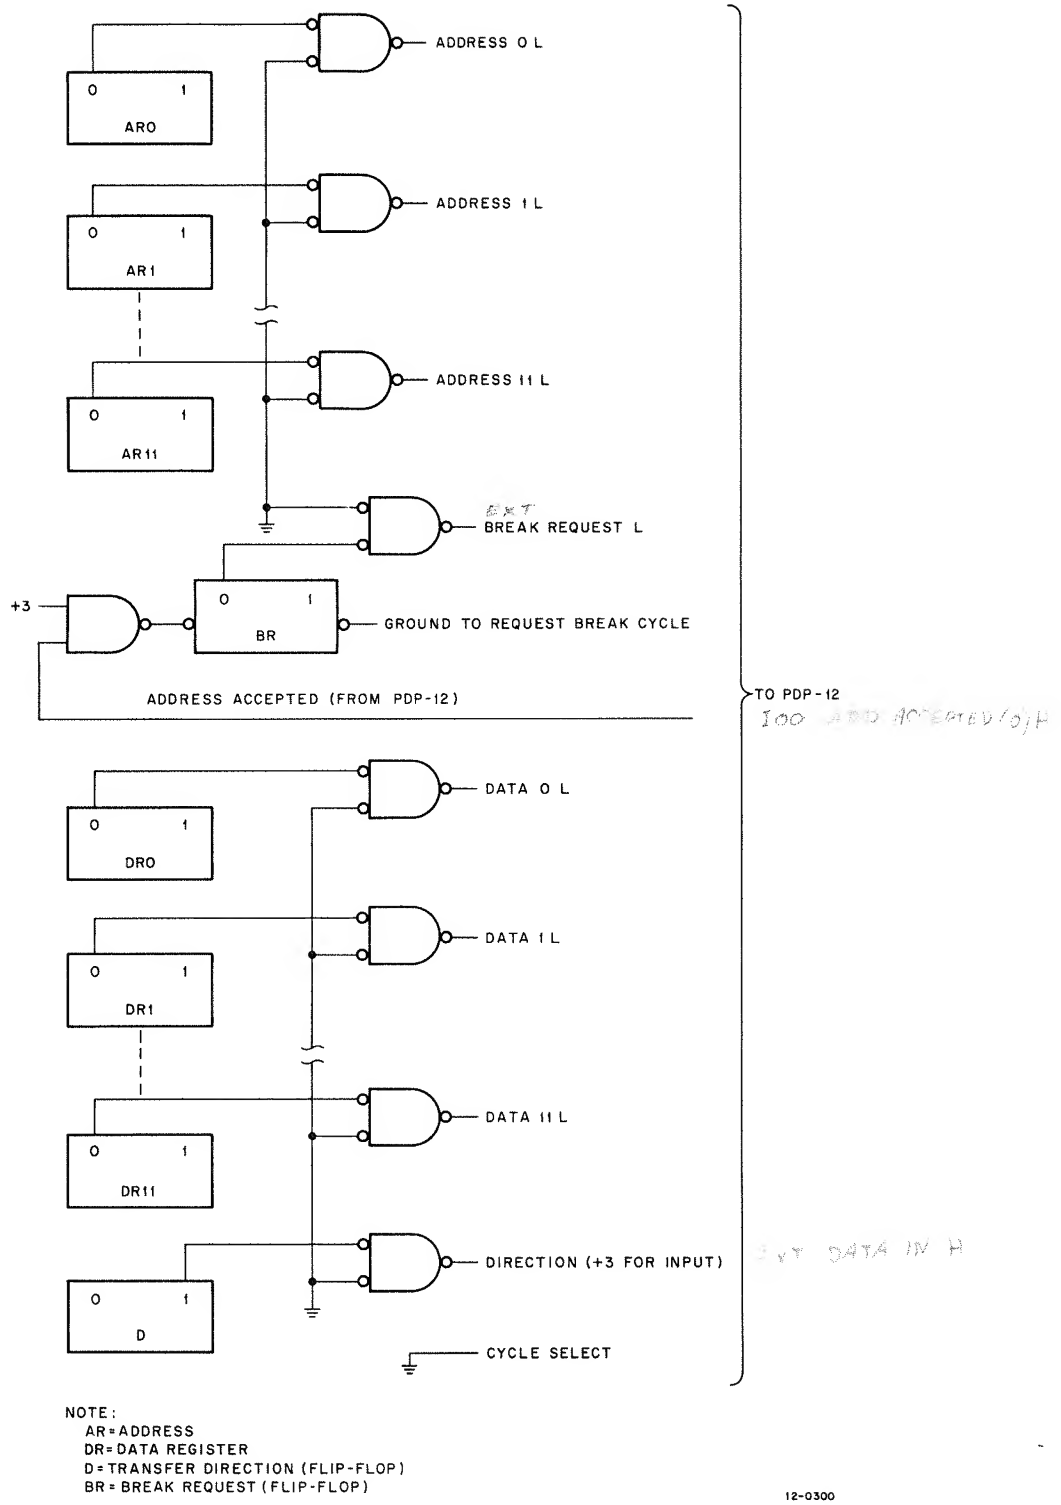 ADDRESS 0 L
0 1
AR0
ADDRESS 1 L
0 1
AR1
ADDRESS 11 L
0 1
AR11
EXT
BREAK REQUEST L
+3
0 1
BR
GROUND TO REQUEST BREAK CYCLE
ADDRESS ACCEPTED (FROM PDP-12)
TO PDP-12
ADD ACCEPTED
DATA 0 L
0 1
DR0
DATA 1 L
0 1
DR1
DATA 11 L
0 1
DR11
DIRECTION (+3 FOR INPUT)
EXT DATA IN H
0 1
D
CYCLE SELECT
NOTE:
AR=ADDRESS
DR=DATA REGISTER
D=TRANSFER DIRECTION (FLIP-FLOP)
BR=BREAK REQUEST (FLIP-FLOP)
12-0300